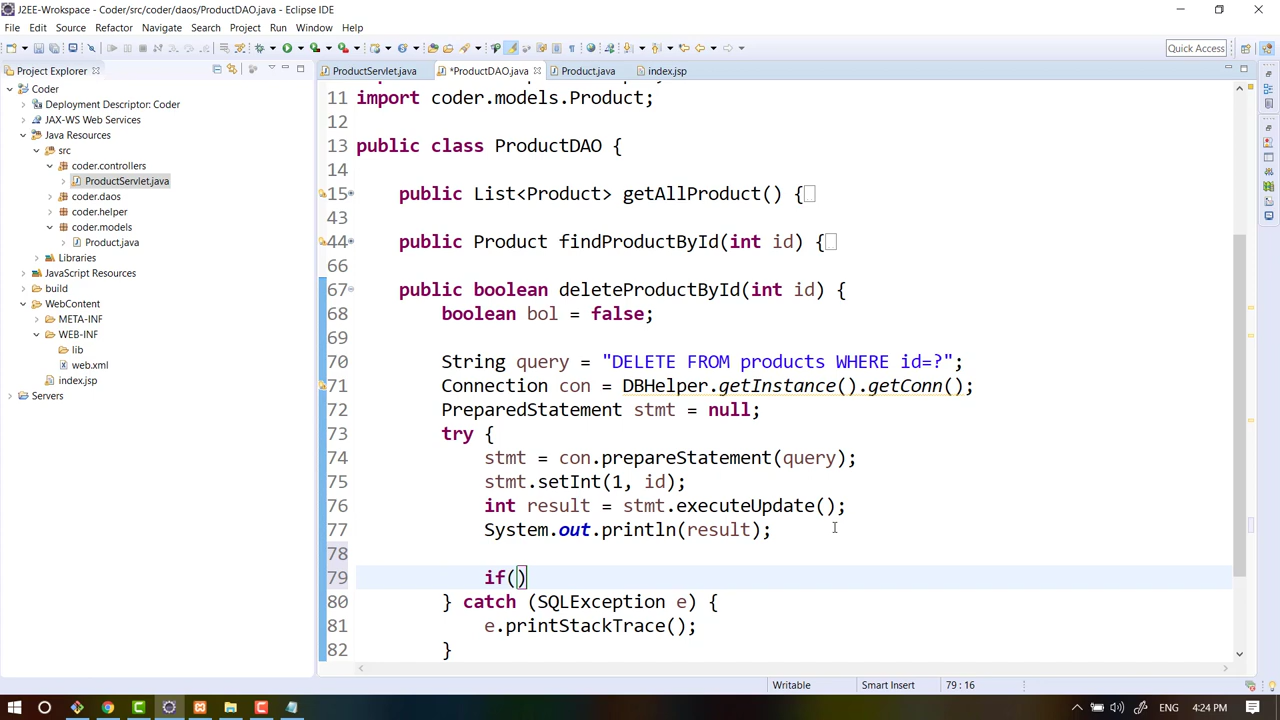 J2EE-Wrokspace - Coder/src/coder/daos/ProductDAO.java - Eclipse IDE
File Edit Source Refactor Navigate Search Project Run Window Help
Quick Access
Project Explorer
ProductServlet.java
*ProductDAO.java
Product.java
index.jsp
Coder
Deployment Descriptor: Coder
JAX-WS Web Services
Java Resources
src
coder.controllers
ProductServlet.java
coder.daos
coder.helper
coder.models
Product.java
Libraries
JavaScript Resources
build
WebContent
META-INF
WEB-INF
lib
web.xml
index.jsp
Servers
11 import coder.models.Product;
12
13 public class ProductDAO {
14
15 public List<Product> getAllProduct() {
43
44 public Product findProductById(int id) {
66
67 public boolean deleteProductById(int id) {
68 boolean bol = false;
69
70 String query = "DELETE FROM products WHERE id=?";
71 Connection con = DBHelper.getInstance().getConn();
72 PreparedStatement stmt = null;
73 try {
74 stmt = con.prepareStatement(query);
75 stmt.setInt(1, id);
76 int result = stmt.executeUpdate();
77 System.out.println(result);
78
79 if()
80 } catch (SQLException e) {
81 e.printStackTrace();
82 }
Writable Smart Insert 79 : 16
ENG 4:24 PM